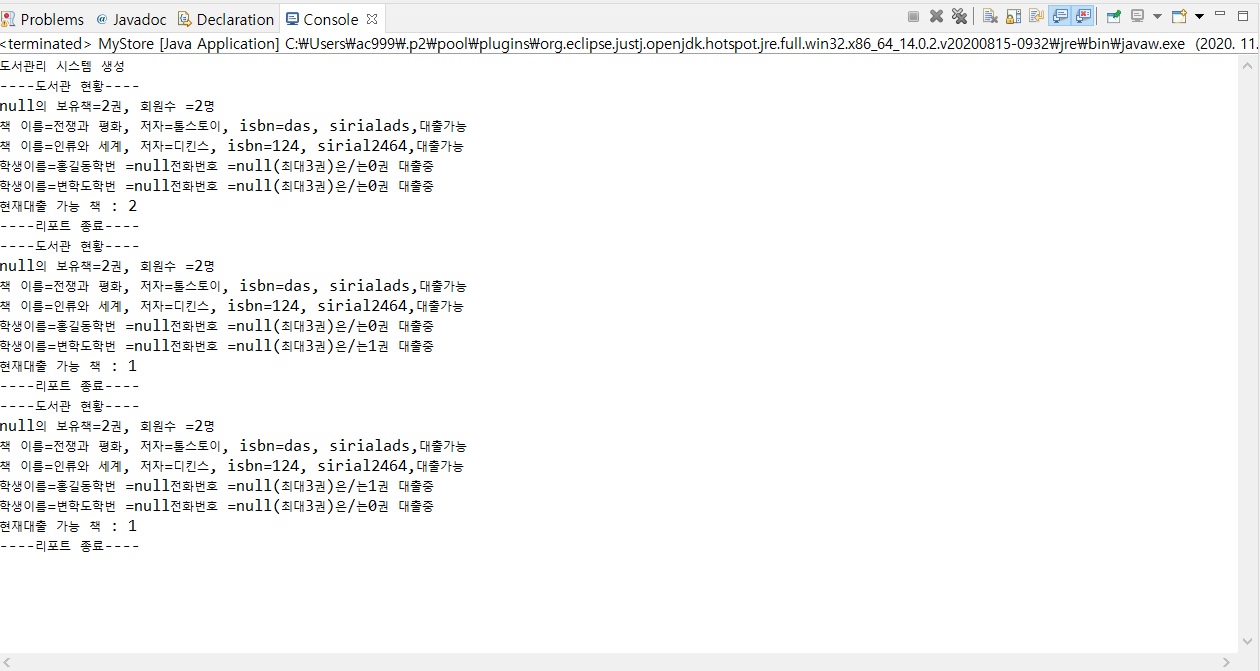 Problems @ Javadoc Declaration Console
<terminated> MyStore [Java Application] C:₩Users₩ac999₩.p2₩pool₩plugins₩org.eclipse.justj.openjdk.hotspot.jre.full.win32.x86_64_14.0.2.v20200815-0932₩jre₩bin₩javaw.exe (2020. 11.
도서관리 시스템 생성
----도서관 현황----
null의 보유책=2권, 회원수 =2명
책 이름=전쟁과 평화, 저자=톨스토이, isbn=das, sirialads,대출가능
책 이름=인류와 세계, 저자=디킨스, isbn=124, sirial2464,대출가능
학생이름=홍길동학번 =null전화번호 =null(최대3권)은/는0권 대출중
학생이름=변학도학번 =null전화번호 =null(최대3권)은/는0권 대출중
현재대출 가능 책 : 2
----리포트 종료----
----도서관 현황----
null의 보유책=2권, 회원수 =2명
책 이름=전쟁과 평화, 저자=톨스토이, isbn=das, sirialads,대출가능
책 이름=인류와 세계, 저자=디킨스, isbn=124, sirial2464,대출가능
학생이름=홍길동학번 =null전화번호 =null(최대3권)은/는0권 대출중
학생이름=변학도학번 =null전화번호 =null(최대3권)은/는1권 대출중
현재대출 가능 책 : 1
----리포트 종료----
----도서관 현황----
null의 보유책=2권, 회원수 =2명
책 이름=전쟁과 평화, 저자=톨스토이, isbn=das, sirialads,대출가능
책 이름=인류와 세계, 저자=디킨스, isbn=124, sirial2464,대출가능
학생이름=홍길동학번 =null전화번호 =null(최대3권)은/는1권 대출중
학생이름=변학도학번 =null전화번호 =null(최대3권)은/는0권 대출중
현재대출 가능 책 : 1
----리포트 종료----